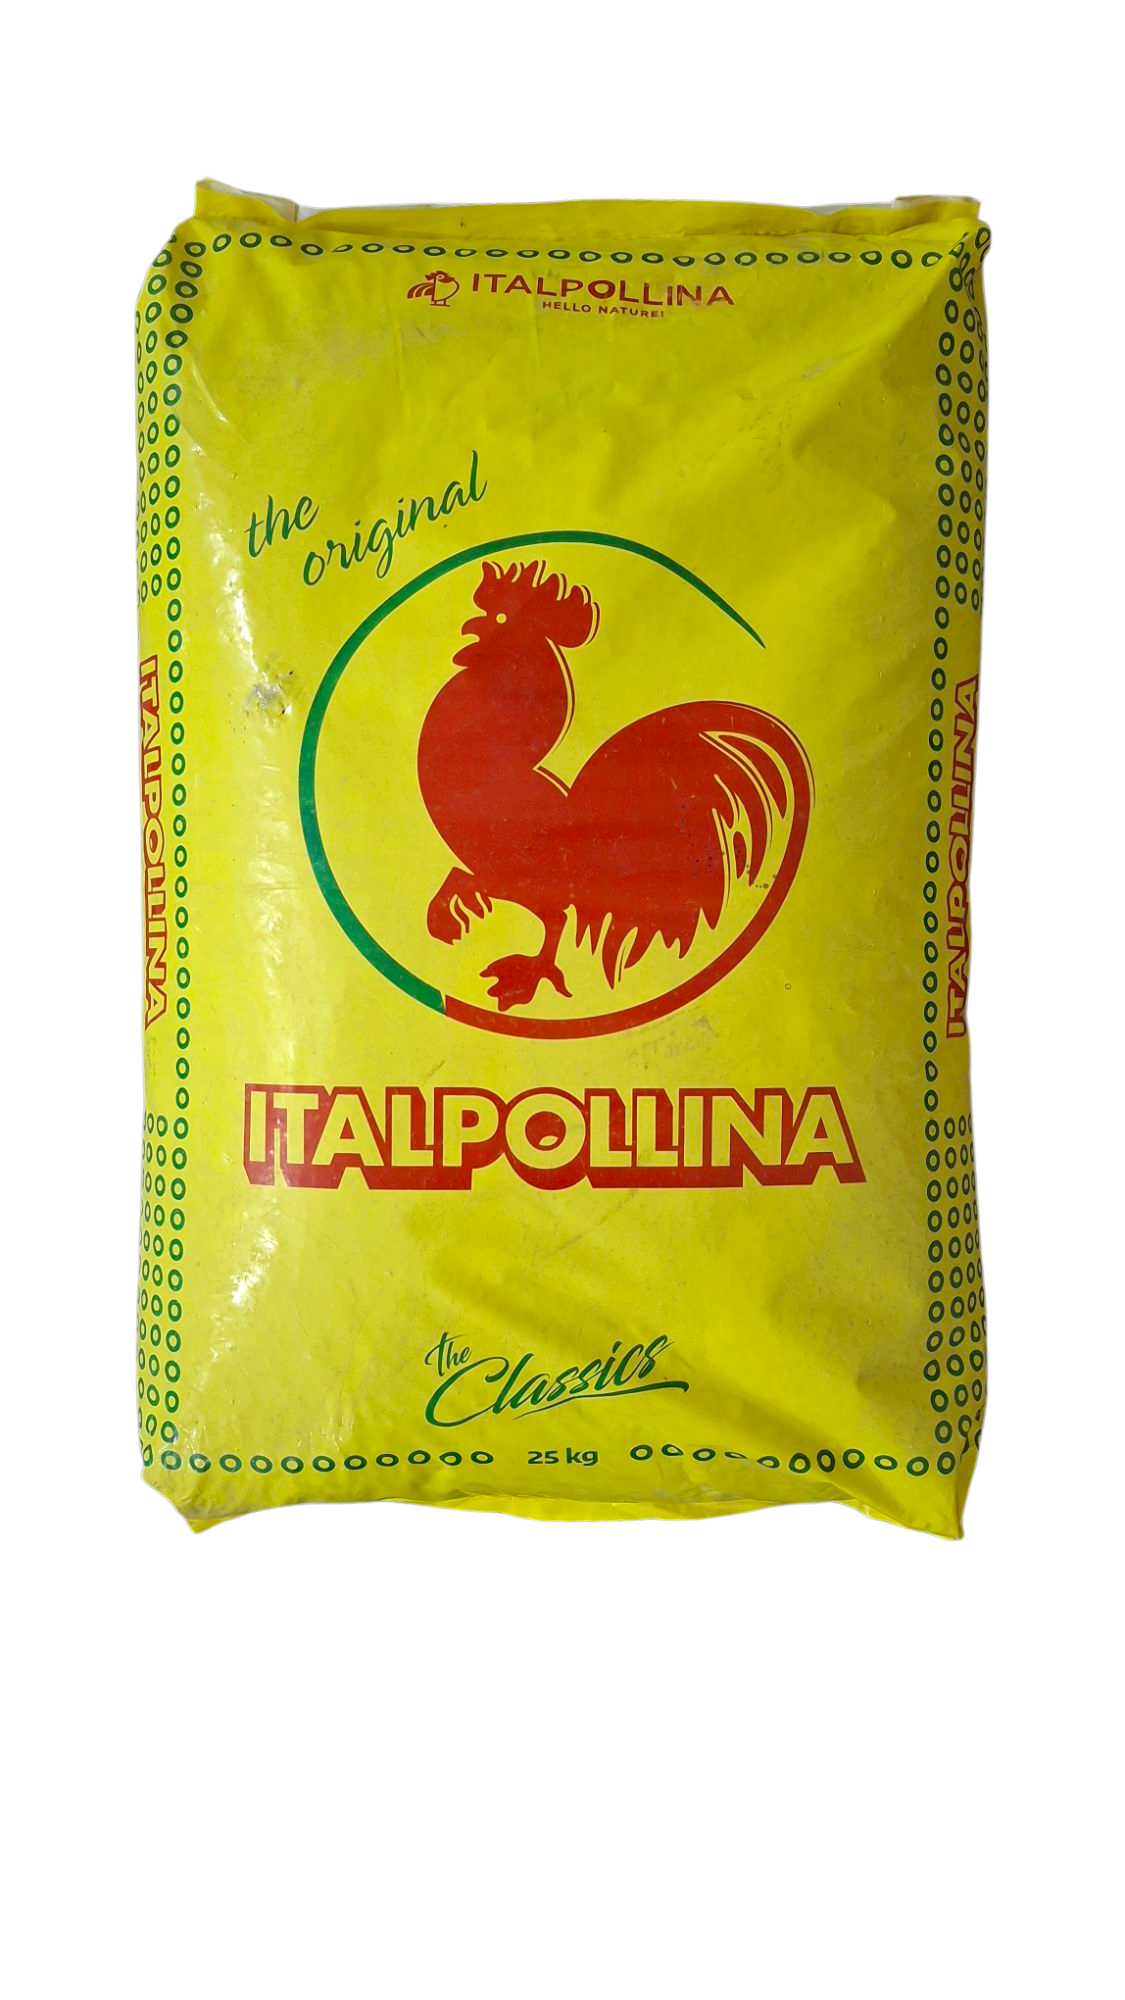 ITALPOLLINA
HELLO NATURE!
the
original
ITALPOLLINA
ITALPOLLINA
ITALPOLLINA
the
Classics
25 kg